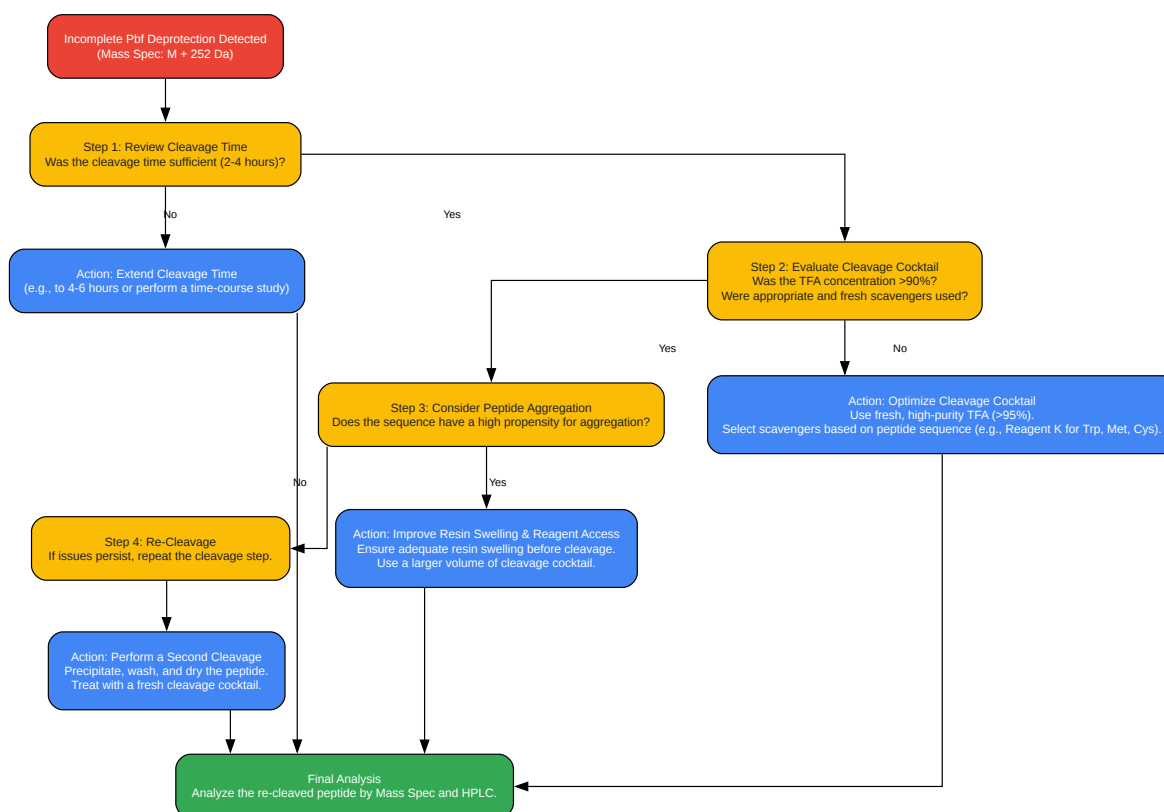 Incomplete Pbf Deprotection Detected
(Mass Spec: M + 252 Da)
Step 1: Review Cleavage Time
Was the cleavage time sufficient (2-4 hours)?
No
Yes
Action: Extend Cleavage Time
(e.g., to 4-6 hours or perform a time-course study)
Step 2: Evaluate Cleavage Cocktail
Was the TFA concentration >90%?
Were appropriate and fresh scavengers used?
Yes
No
Step 3: Consider Peptide Aggregation
Does the sequence have a high propensity for aggregation?
Action: Optimize Cleavage Cocktail
Use fresh, high-purity TFA (>95%).
Select scavengers based on peptide sequence (e.g., Reagent K for Trp, Met, Cys).
No
Yes
Step 4: Re-Cleavage
If issues persist, repeat the cleavage step.
Action: Improve Resin Swelling & Reagent Access
Ensure adequate resin swelling before cleavage.
Use a larger volume of cleavage cocktail.
Action: Perform a Second Cleavage
Precipitate, wash, and dry the peptide.
Treat with a fresh cleavage cocktail.
Final Analysis
Analyze the re-cleaved peptide by Mass Spec and HPLC.